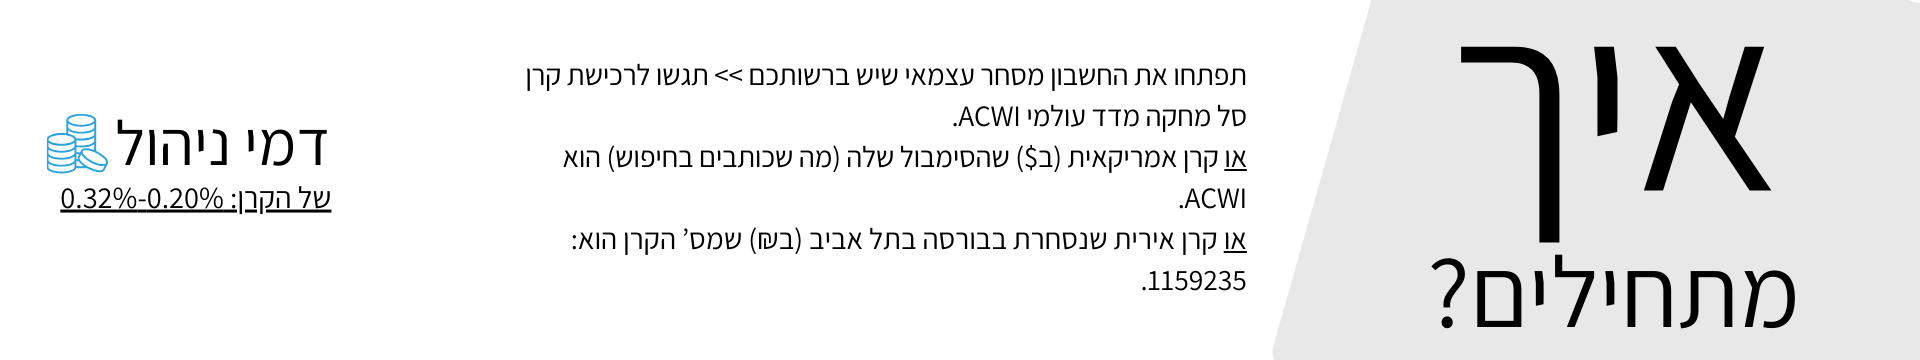 איך
מתחילים?
תפתחו את החשבון מסחר עצמאי שיש ברשותכם >> תגשו לרכישת קרן
סל מחקה מדד עולמי ACWI.
או קרן אמריקאית (ב$) שהסימבול שלה (מה שכותבים בחיפוש) הוא
ACWI.
או קרן אירית שנסחרת בבורסה בתל אביב (ב₪) שמס’ הקרן הוא:
1159235.
דמי ניהול
של הקרן: 0.20%-0.32%